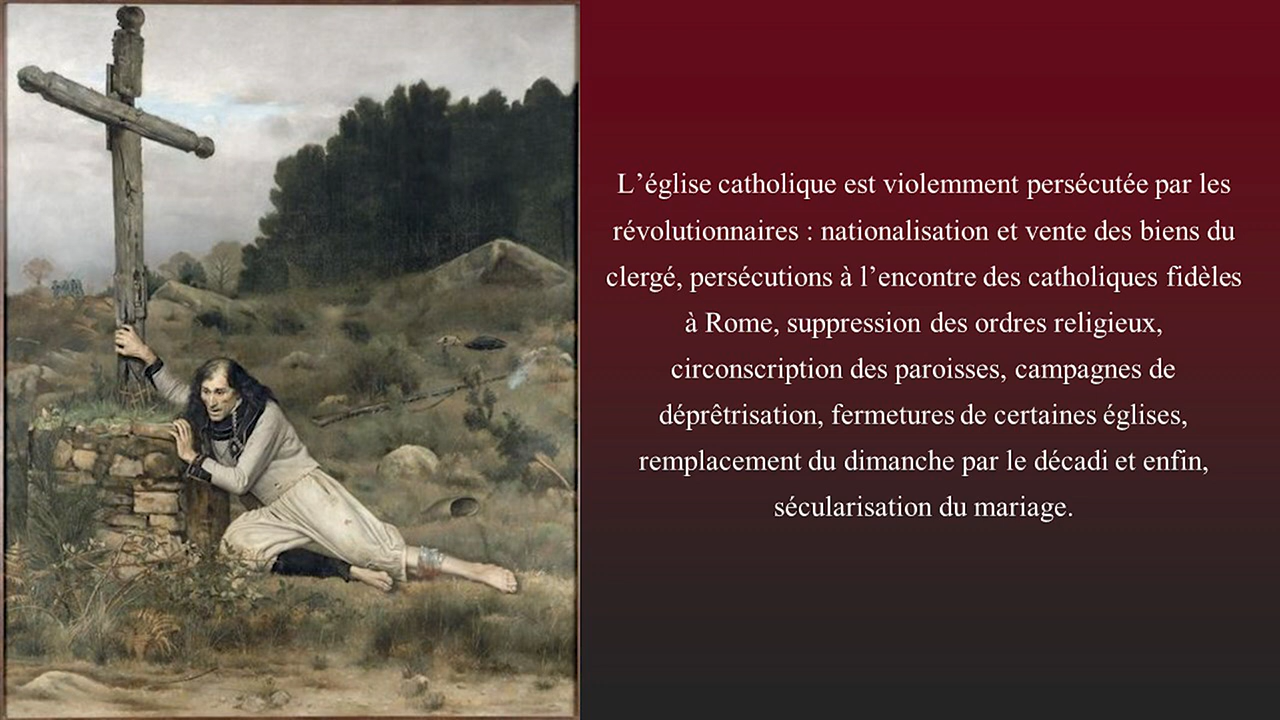 L’église catholique est violemment persécutée par les
révolutionnaires : nationalisation et vente des biens du
clergé, persécutions à l’encontre des catholiques fidèles
à Rome, suppression des ordres religieux,
circonscription des paroisses, campagnes de
déprêtrisation, fermetures de certaines églises,
remplacement du dimanche par le décadi et enfin,
sécularisation du mariage.